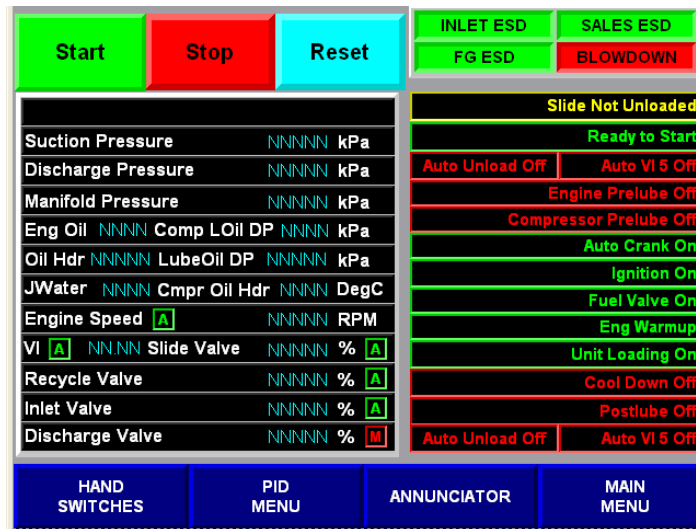 Start
Stop
Reset
INLET ESD
SALES ESD
FG ESD
BLOWDOWN
Suction Pressure NNNNN kPa
Discharge Pressure NNNNN kPa
Manifold Pressure NNNNN kPa
Eng Oil NNNN Comp LOil DP NNNN kPa
Oil Hdr NNNNN LubeOil DP NNNNN kPa
JWater NNNN Cmpr Oil Hdr NNNN DegC
Engine Speed A NNNNN RPM
VI A NN.NN Slide Valve NNNNN % A
Recycle Valve NNNNN % A
Inlet Valve NNNNN % A
Discharge Valve NNNNN % M
Slide Not Unloaded
Ready to Start
Auto Unload Off Auto VI 5 Off
Engine Prelube Off
Compressor Prelube Off
Auto Crank On
Ignition On
Fuel Valve On
Eng Warmup
Unit Loading On
Cool Down Off
Postlube Off
Auto Unload Off Auto VI 5 Off
HAND
SWITCHES
PID
MENU
ANNUNCIATOR
MAIN
MENU